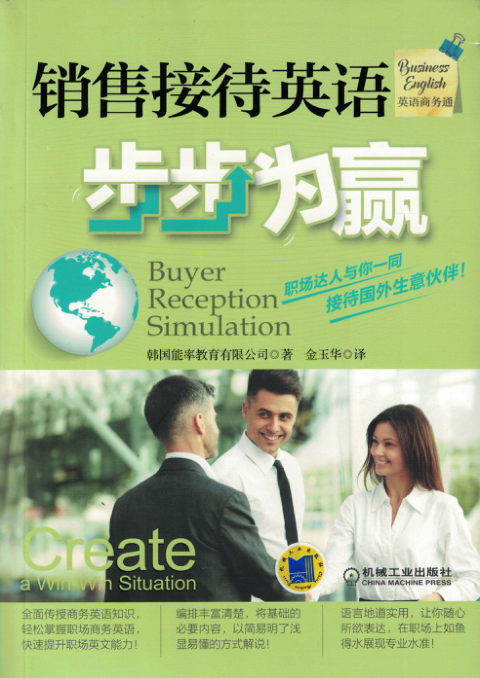 销售接待英语
Business
English
英语商务通
步步为赢
职场达人与你一同
接待国外生意伙伴！
Buyer
Reception
Simulation
韩国能率教育有限公司◎著 金玉华◎译
Create
a Win-Win Situation
机械工业出版社
CHINA MACHINE PRESS
全面传授商务英语知识，
轻松掌握职场商务英语，
快速提升职场英文能力！
编排丰富清楚，将基础的
必要内容，以简易明了浅
显易懂的方式解说！
语言地道实用，让你随心
所欲表达，在职场上如鱼
得水展现专业水准！